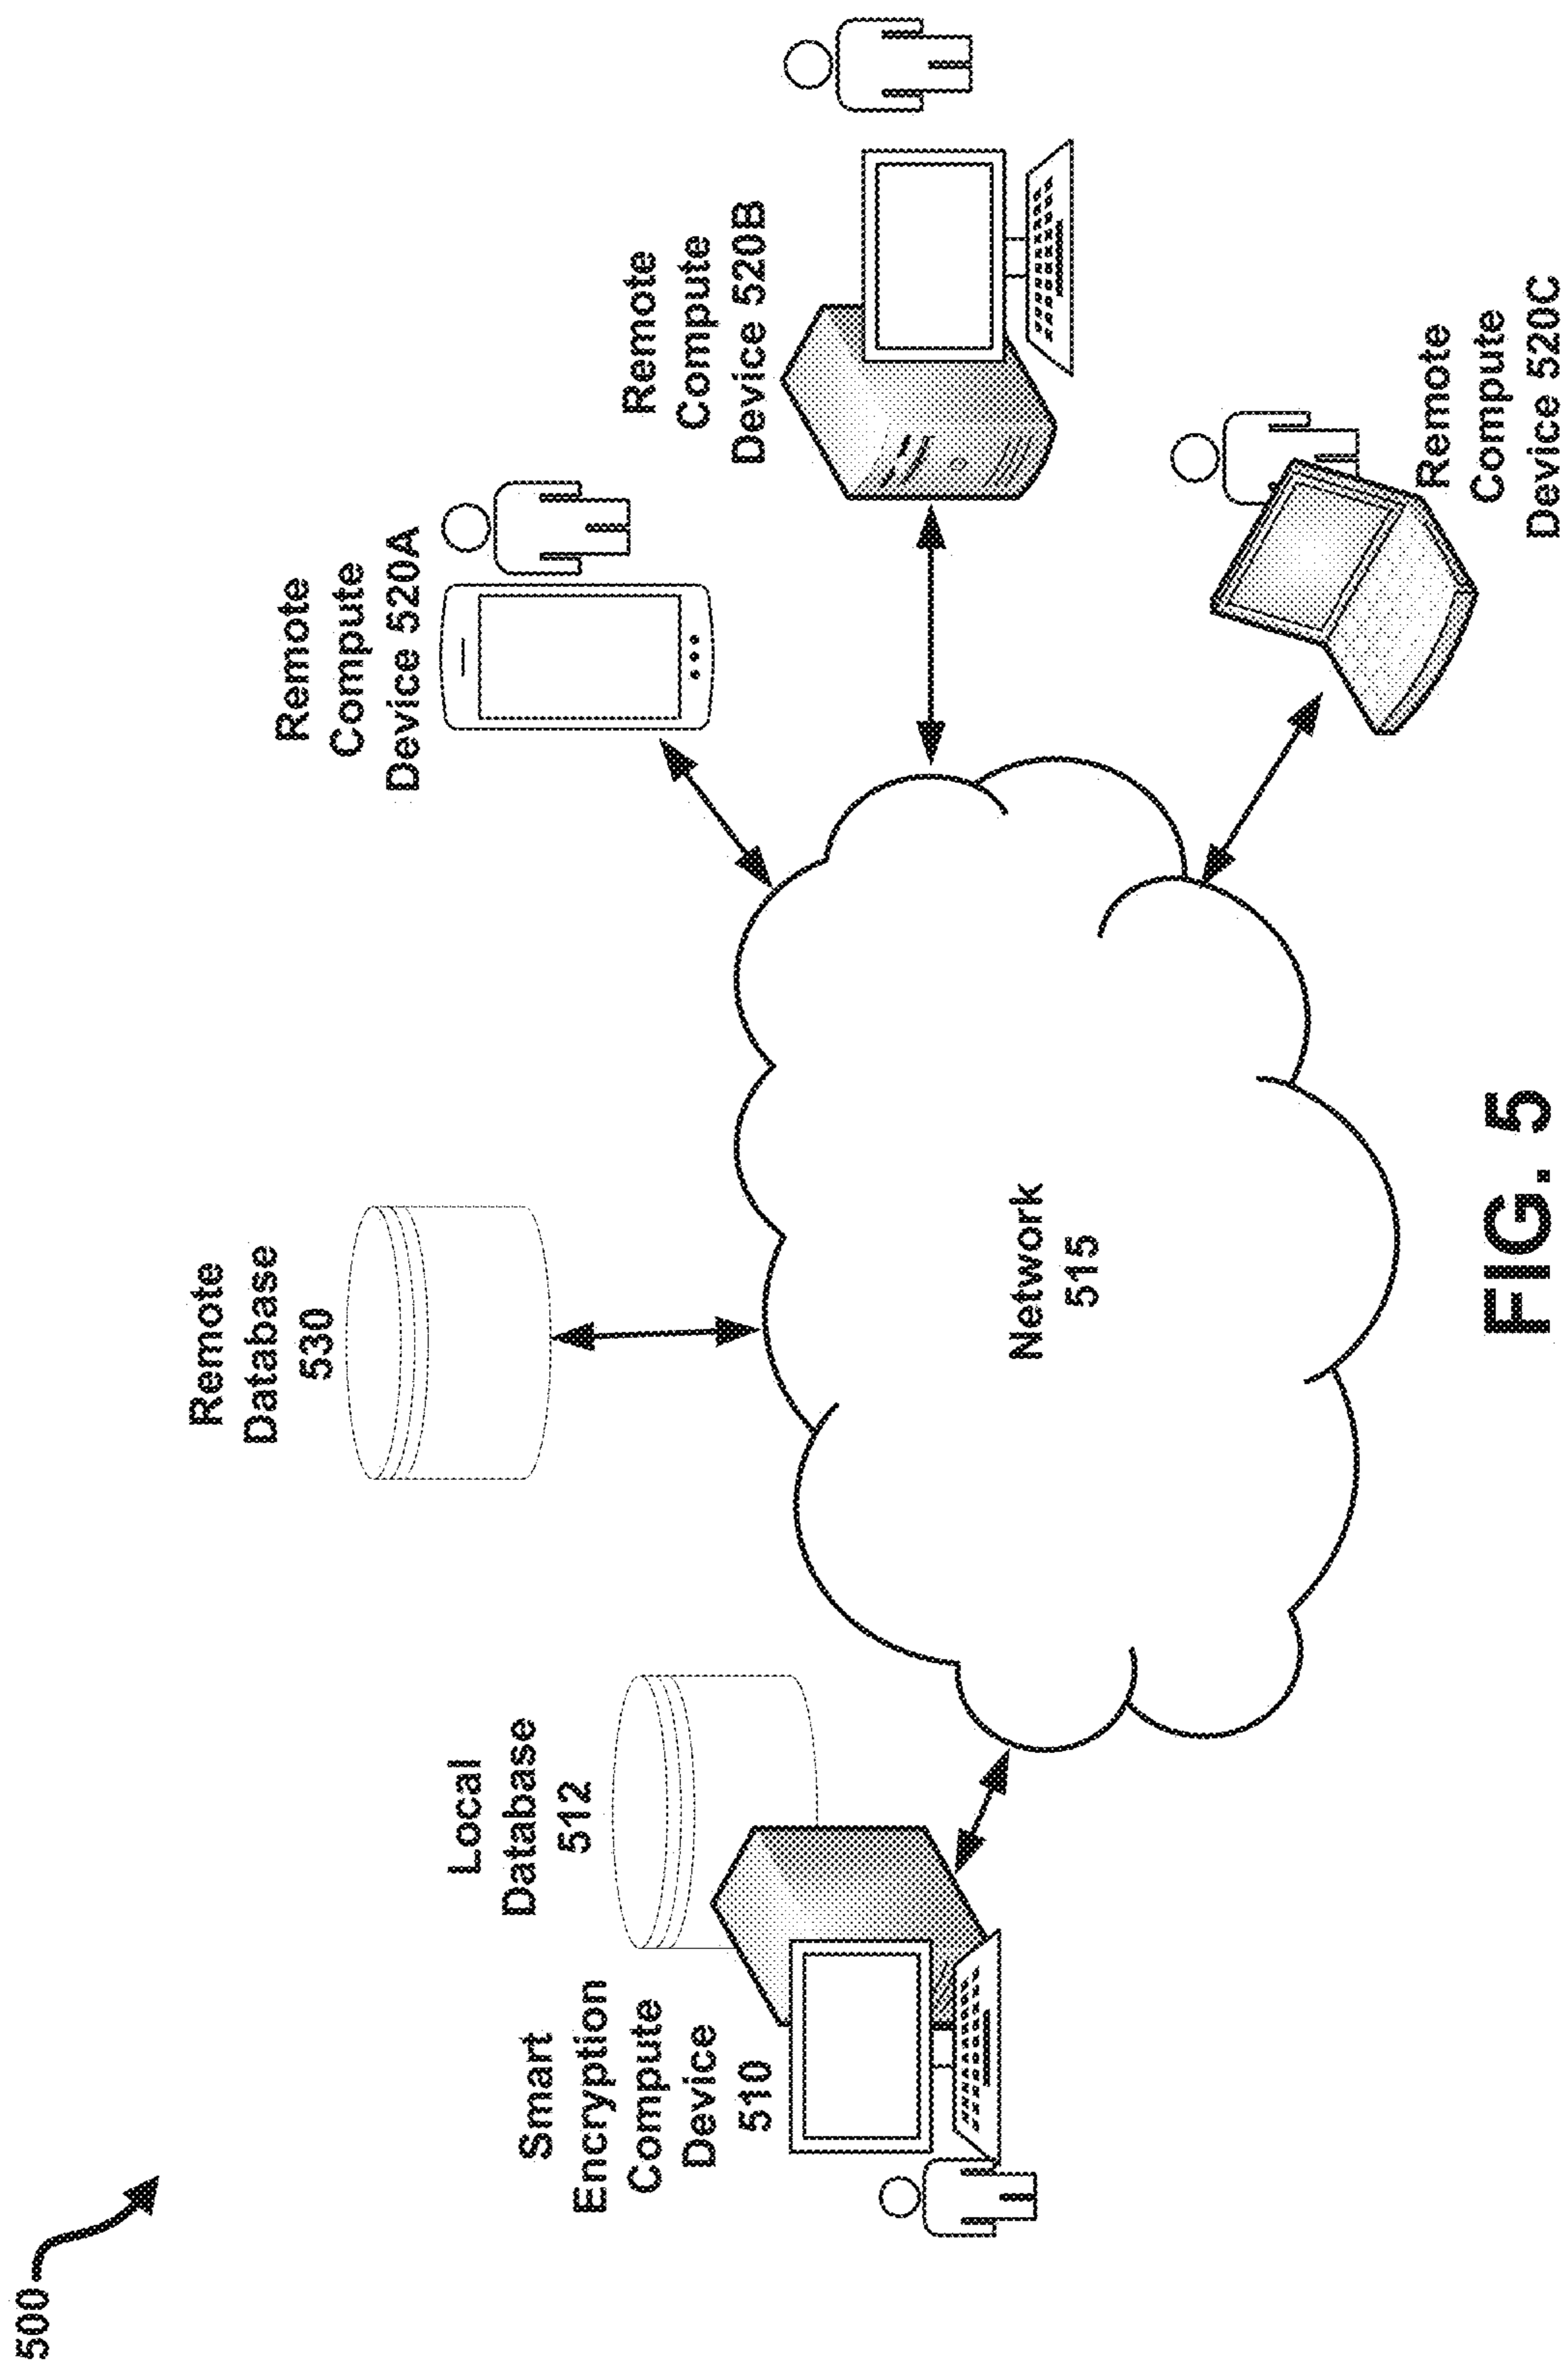 500
Smart
Encryption
Compute
Device
510
Local
Database
512
Remote
Database
530
Network
515
Remote
Compute
Device 520A
Remote
Compute
Device 520B
Remote
Compute
Device 520C
FIG. 5